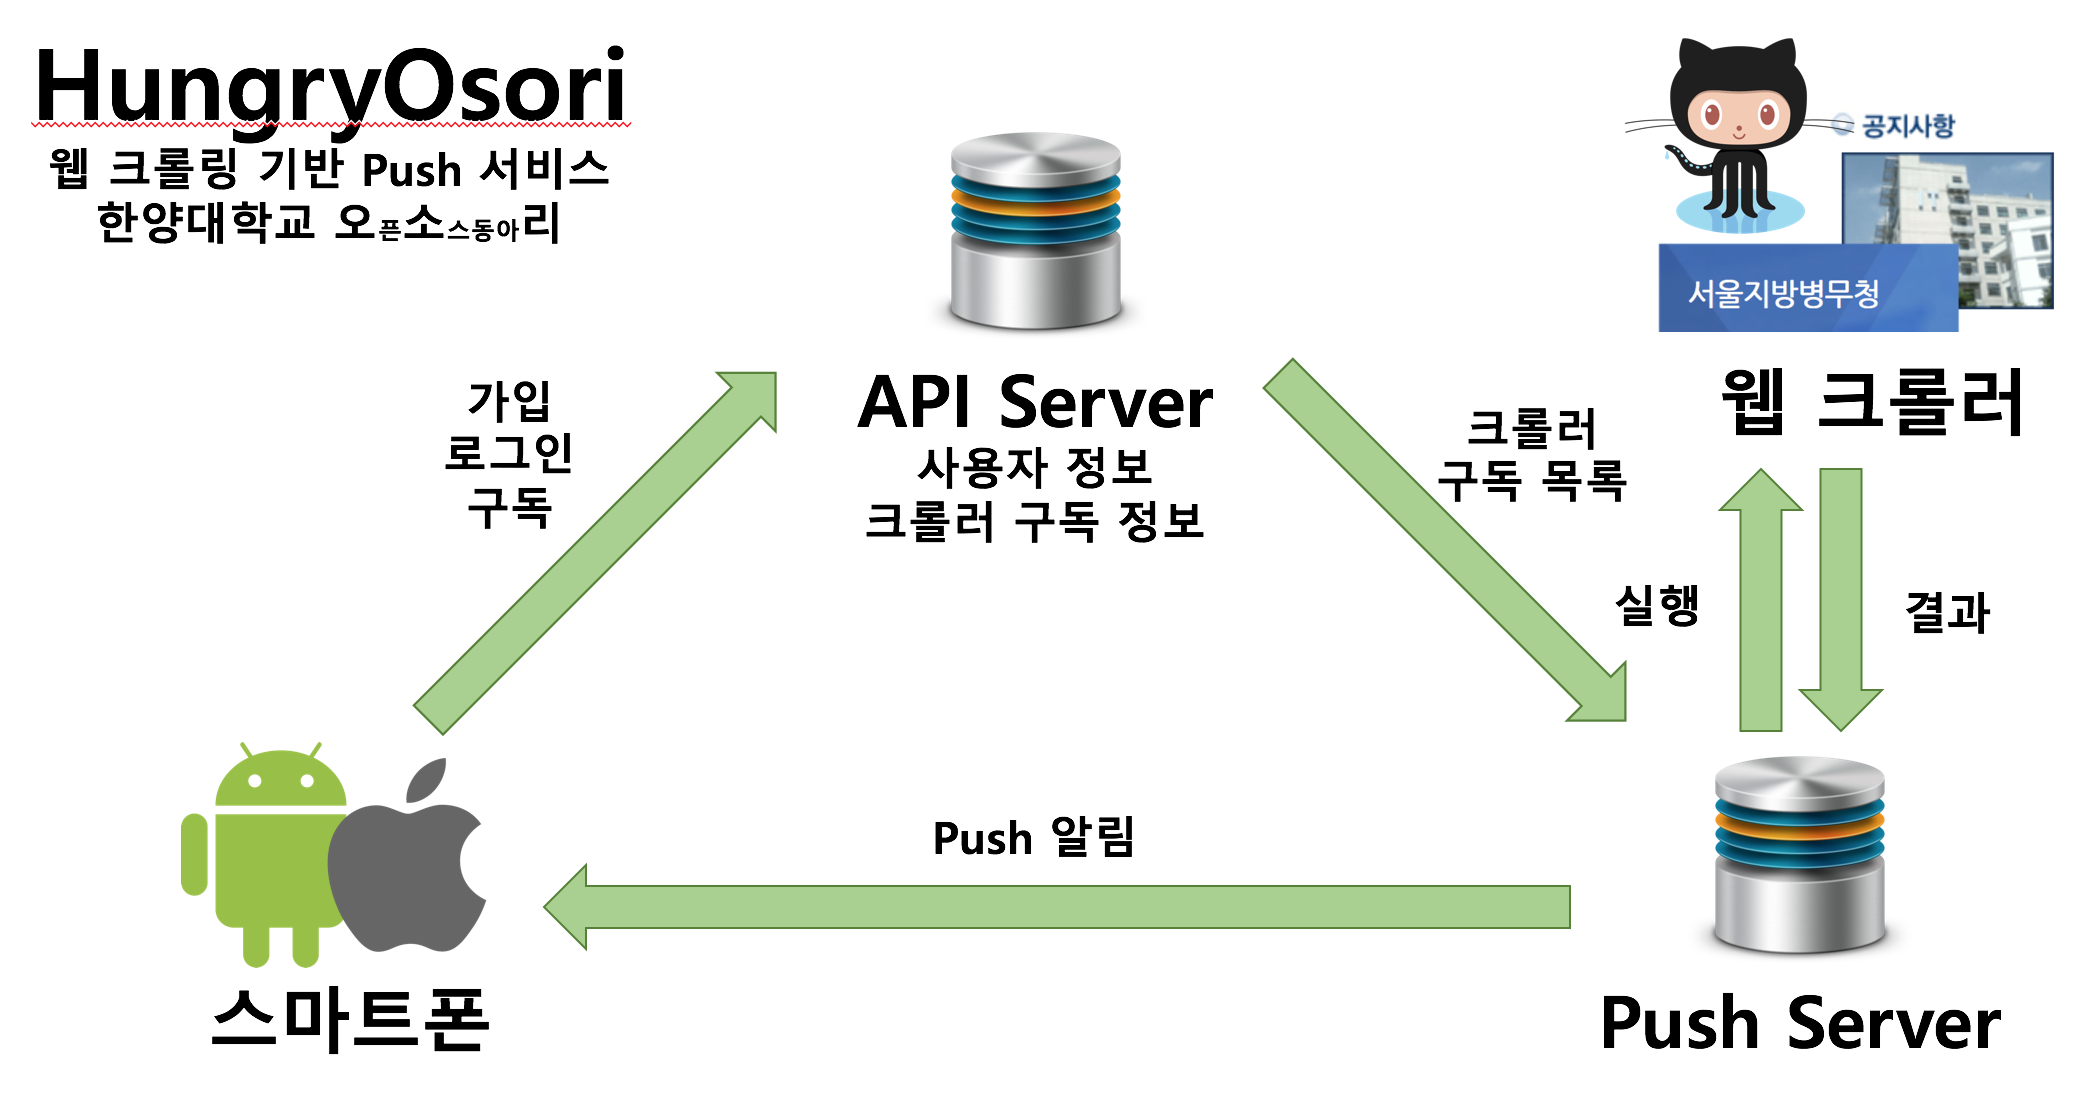 HungryOsori
웹 크롤링 기반 Push 서비스
한양대학교 오픈소스동아리
공지사항
서울지방병무청
가입
로그인
구독
API Server
사용자 정보
크롤러 구독 정보
크롤러
구독 목록
웹 크롤러
실행
결과
Push 알림
스마트폰
Push Server